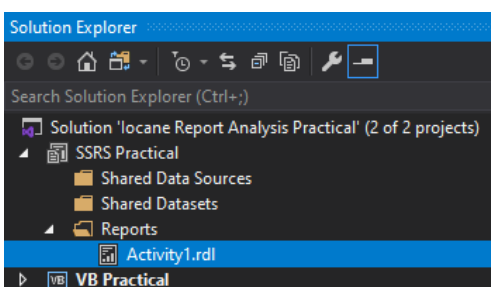 Solution Explorer
Search Solution Explorer (Ctrl+;)
Solution 'Iocane Report Analysis Practical' (2 of 2 projects)
SSRS Practical
Shared Data Sources
Shared Datasets
Reports
Activity1.rdl
VB VB Practical